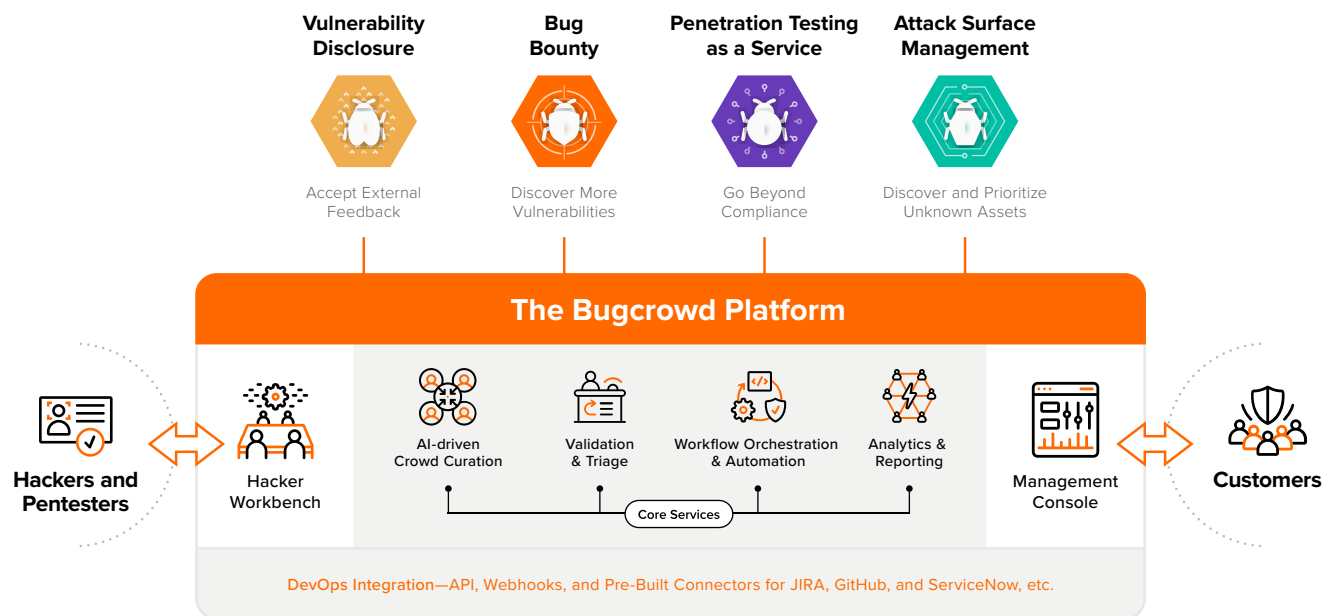 Vulnerability
Disclosure
Bug
Bounty
Penetration Testing
as a Service
Attack Surface
Management
Accept External
Feedback
Discover More
Vulnerabilities
Go Beyond
Compliance
Discover and Prioritize
Unknown Assets
The Bugcrowd Platform
Hackers and
Pentesters
Hacker
Workbench
AI-driven
Crowd Curation
Validation
& Triage
</>
Workflow Orchestration
& Automation
Analytics &
Reporting
Core Services
Management
Console
Customers
DevOps Integration—API, Webhooks, and Pre-Built Connectors for JIRA, GitHub, and ServiceNow, etc.